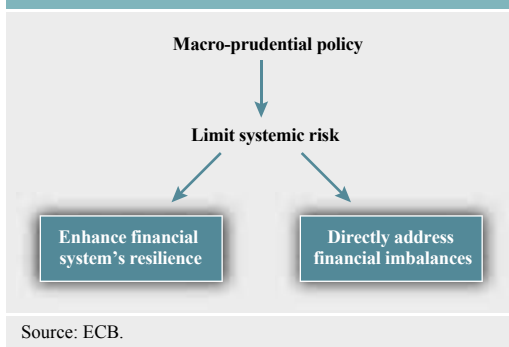 Macro-prudential policy
Limit systemic risk
Enhance financial
system's resilience
Directly address
financial imbalances
Source: ECB.